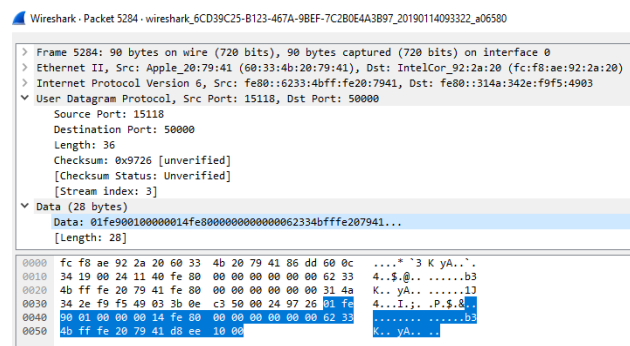 Wireshark · Packet 5284 · wireshark_6CD39C25-B123-467A-9BEF-7C2B0E4A3B97_20190114093322_a06580
> Frame 5284: 90 bytes on wire (720 bits), 90 bytes captured (720 bits) on interface 0
> Ethernet II, Src: Apple_20:79:41 (60:33:4b:20:79:41), Dst: IntelCor_92:2a:20 (fc:f8:ae:92:2a:20)
> Internet Protocol Version 6, Src: fe80::6233:4bff:fe20:7941, Dst: fe80::314a:342e:f9f5:4903
User Datagram Protocol, Src Port: 15118, Dst Port: 50000
Source Port: 15118
Destination Port: 50000
Length: 36
Checksum: 0x9726 [unverified]
[Checksum Status: Unverified]
[Stream index: 3]
Data (28 bytes)
Data: 01fe900100000014fe8000000000000062334bfffe207941...
[Length: 28]
0000 fc f8 ae 92 2a 20 60 33 4b 20 79 41 86 dd 60 0c ....* `3 K yA..`.
0010 34 19 00 24 11 40 fe 80 00 00 00 00 00 00 62 33 4..$.@.. ......b3
0020 4b ff fe 20 79 41 fe 80 00 00 00 00 00 00 31 4a K.. yA.. ......1J
0030 34 2e f9 f5 49 03 3b 0e c3 50 00 24 97 26 01 fe 4...I.;. .P.$.&..
0040 90 01 00 00 00 14 fe 80 00 00 00 00 00 00 62 33 ........ ......b3
0050 4b ff fe 20 79 41 d8 ee 10 00 K.. yA.. ..